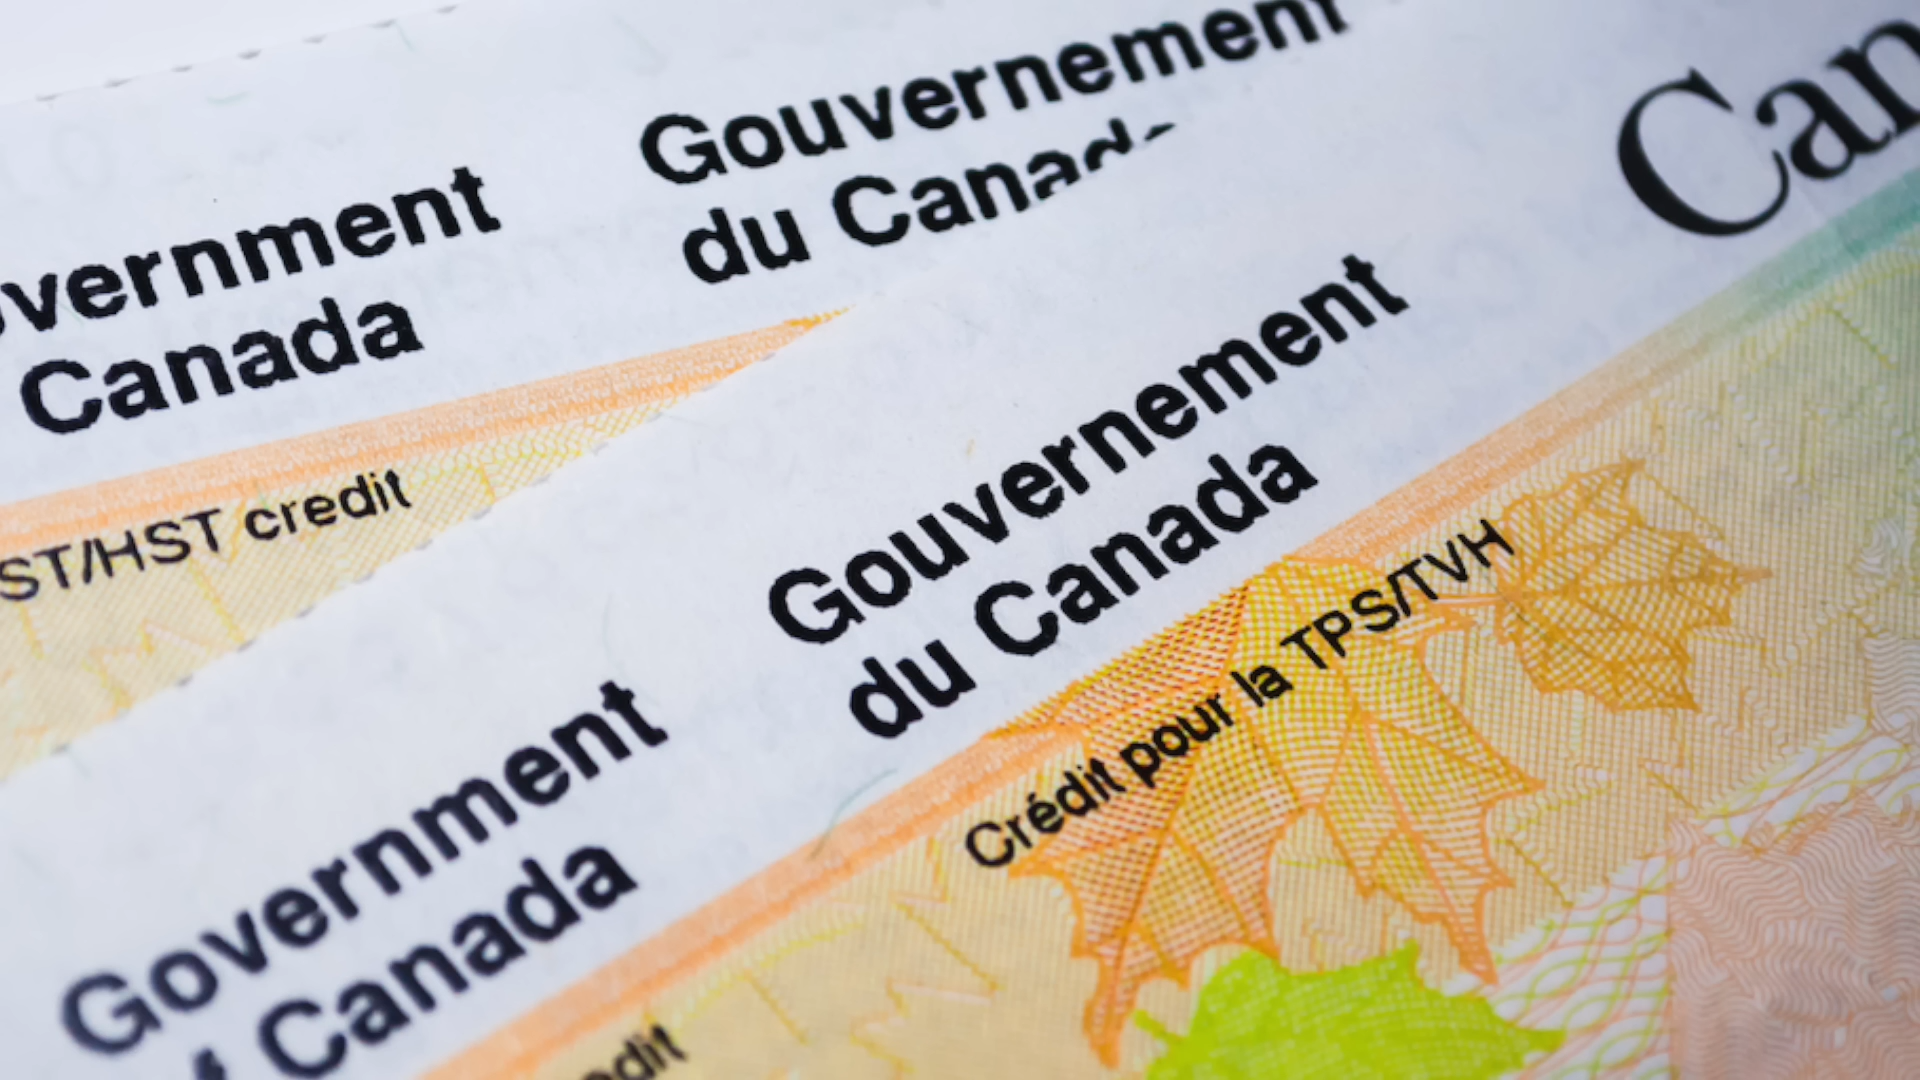 vernment
Canada
Gouvernement
du Canada
ST/HST credit
Can
Government
Canada
Gouvernement
du Canada
Crédit pour la TPS/TVH
edit